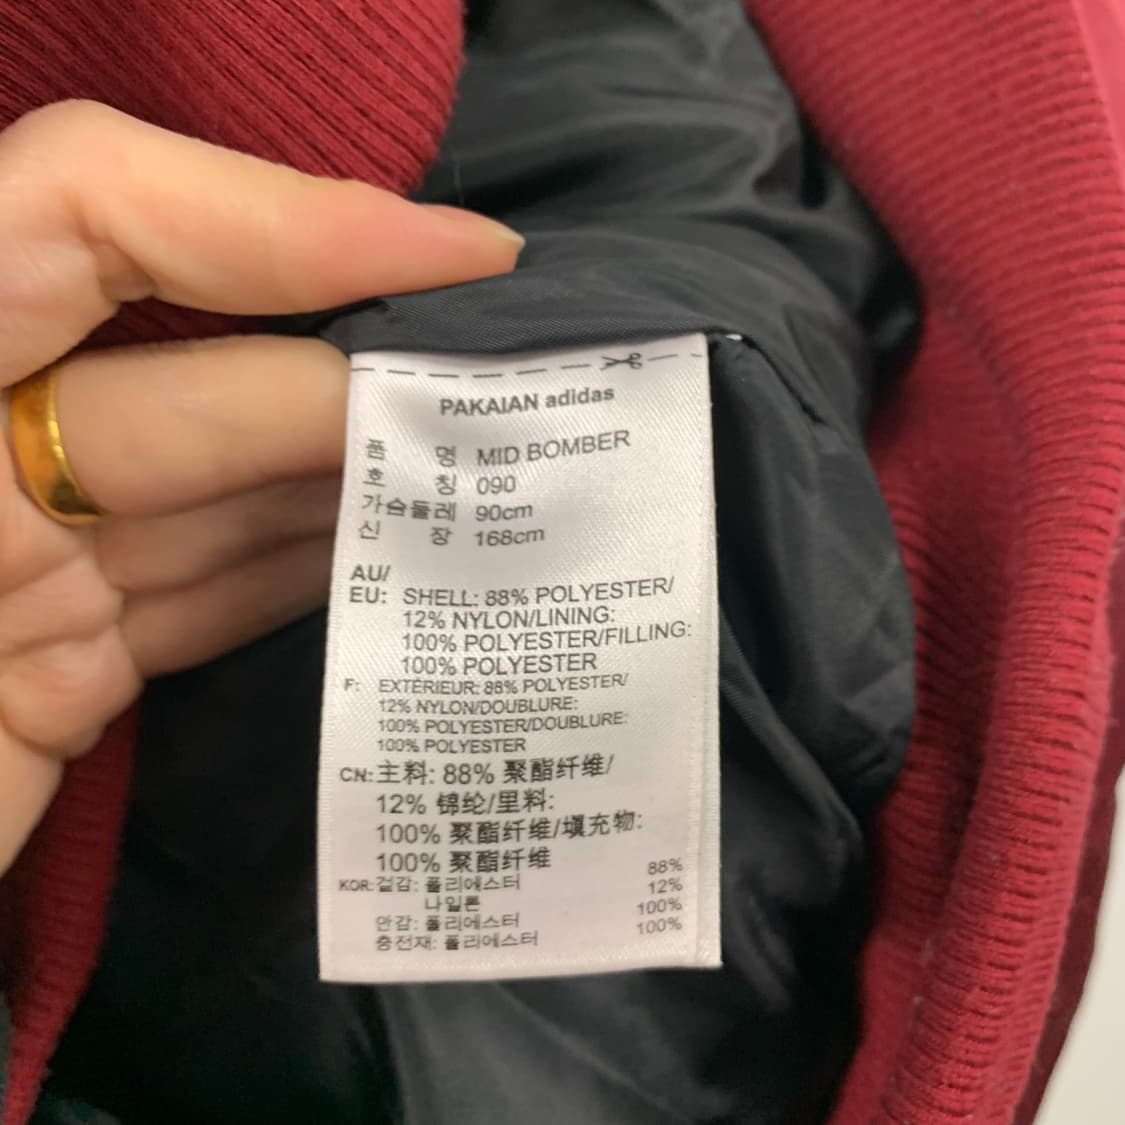 PAKAIAN adidas
품 명 MID BOMBER
호 칭 090
가슴둘레 90cm
신 장 168cm
AU/
EU: SHELL: 88% POLYESTER/
12% NYLON/LINING:
100% POLYESTER/FILLING:
100% POLYESTER
F: EXTÉRIEUR: 88% POLYESTER/
12% NYLON/DOUBLURE:
100% POLYESTER/DOUBLURE:
100% POLYESTER
CN: 主料: 88% 聚酯纤维/
12% 锦纶/里料:
100% 聚酯纤维/填充物:
100% 聚酯纤维
KOR: 겉감: 폴리에스터 88%
나일론 12%
안감: 폴리에스터 100%
충전재: 폴리에스터 100%